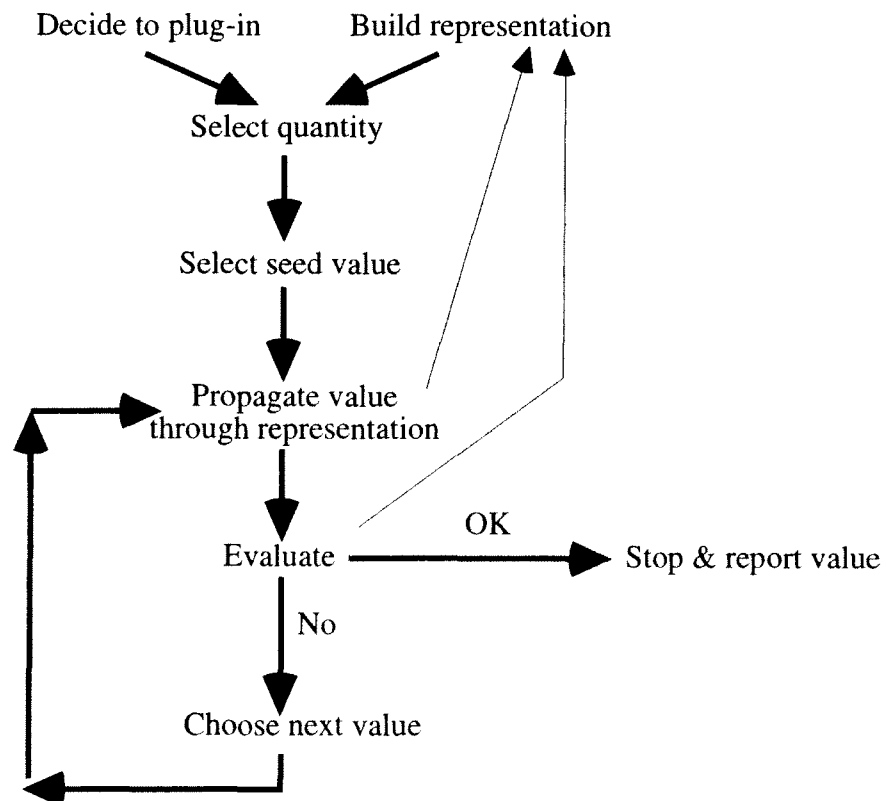 Decide to plug-in
Build representation
Select quantity
Select seed value
Propagate value
through representation
OK
Evaluate
Stop & report value
No
Choose next value